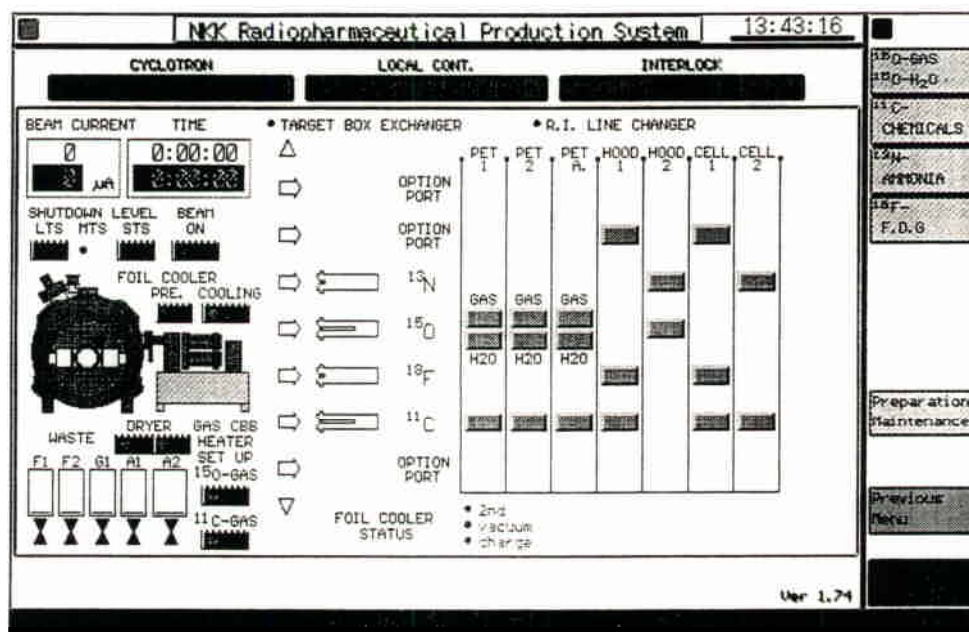 NKK Radiopharmaceutical Production System
13:43:16
CYCLOTRON
LOCAL CONT.
INTERLOCK
BEAM CURRENT
TIME
0
0:00:00
0
μA
0:00:00
SHUTDOWN LEVEL
LTS MTS STS
BEAM
ON
FOIL COOLER
PRE. COOLING
WASTE
DRYER
F1 F2 G1 A1 A2
GAS CBB
HEATER
SET UP
15O-GAS
11C-GAS
• TARGET BOX EXCHANGER
• R.I. LINE CHANGER
PET
1
PET
2
PET
A.
HOOD
1
HOOD
2
CELL
1
CELL
2
OPTION
PORT
OPTION
PORT
13N
GAS GAS GAS
15O
H2O H2O H2O
18F
11C
OPTION
PORT
FOIL COOLER
STATUS
• 2nd
• vacuum
• change
Ver 1.74
15O-GAS
15O-H2O
11C-
CHEMICALS
13N-
AMMONIA
18F-
F.D.G
Preparation
Maintenance
Previous
Menu